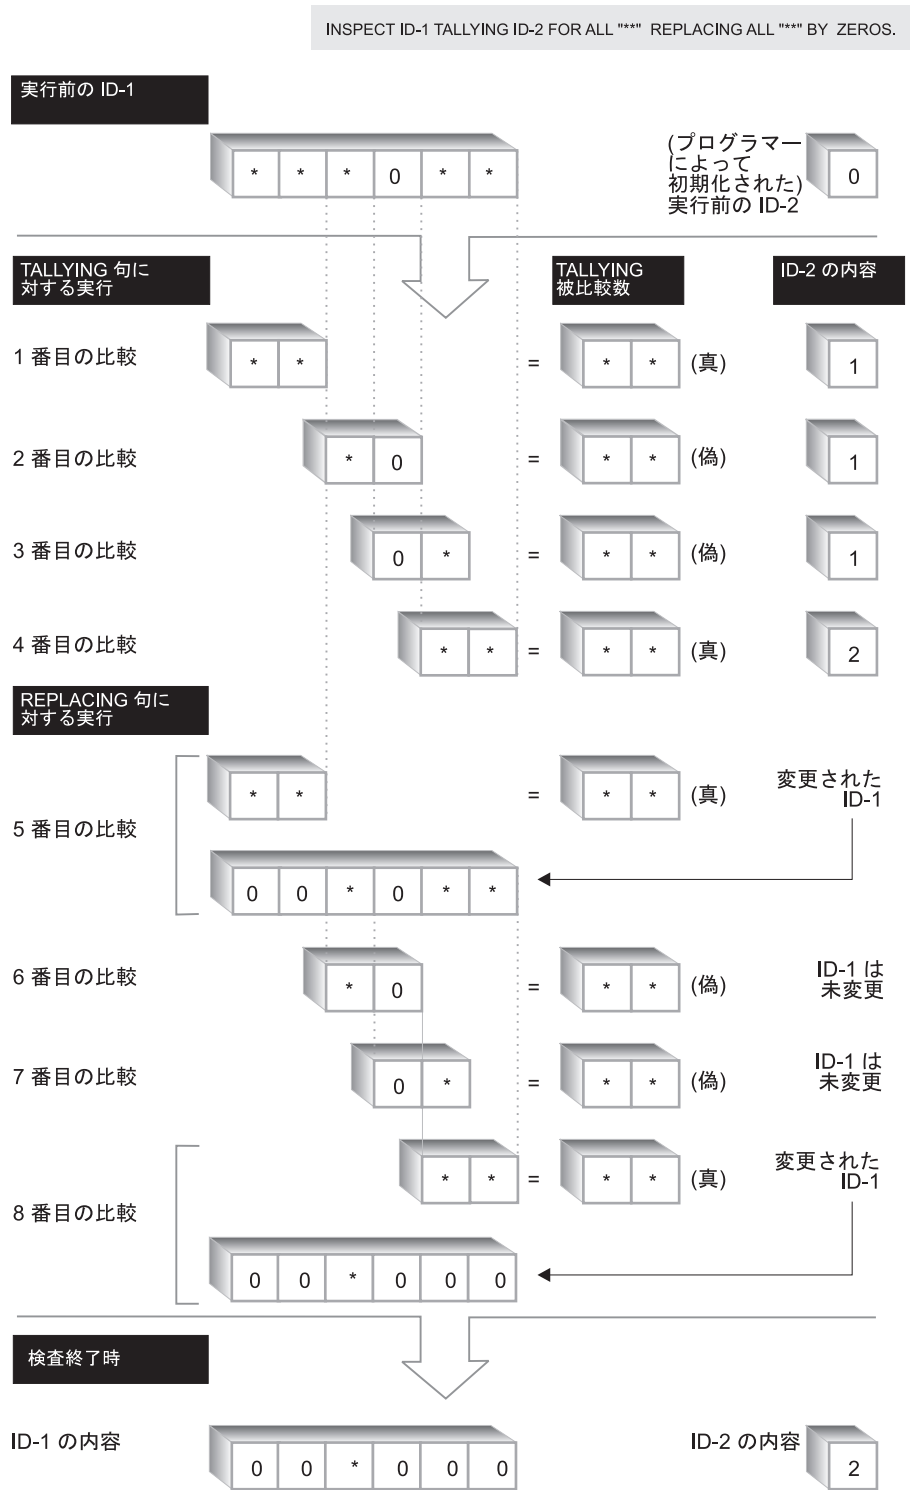 INSPECT ID-1 TALLYING ID-2 FOR ALL "**" REPLACING ALL "**" BY ZEROS.
実行前の ID-1
* * * 0 * *
(プログラマー
によって
初期化された)
実行前の ID-2
0
TALLYING 句に
対する実行
TALLYING
被比較数
ID-2 の内容
1 番目の比較
* * = * * (真) 1
2 番目の比較
* 0 = * * (偽) 1
3 番目の比較
0 * = * * (偽) 1
4 番目の比較
* * = * * (真) 2
REPLACING 句に
対する実行
5 番目の比較
* * = * * (真)
変更された
ID-1
0 0 * 0 * *
6 番目の比較
* 0 = * * (偽)
ID-1 は
未変更
7 番目の比較
0 * = * * (偽)
ID-1 は
未変更
8 番目の比較
* * = * * (真)
変更された
ID-1
0 0 * 0 0 0
検査終了時
ID-1 の内容
0 0 * 0 0 0
ID-2 の内容
2